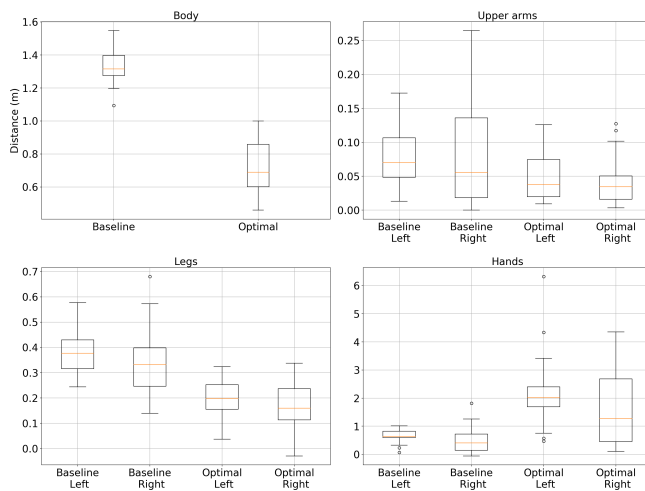 Body
Upper arms
1.6
1.4
1.2
1.0
0.8
0.6
Distance (m)
Baseline
Optimal
0.25
0.20
0.15
0.10
0.05
0.00
Baseline
Left
Baseline
Right
Optimal
Left
Optimal
Right
Legs
Hands
0.7
0.6
0.5
0.4
0.3
0.2
0.1
0.0
Baseline
Left
Baseline
Right
Optimal
Left
Optimal
Right
6
5
4
3
2
1
0
Baseline
Left
Baseline
Right
Optimal
Left
Optimal
Right